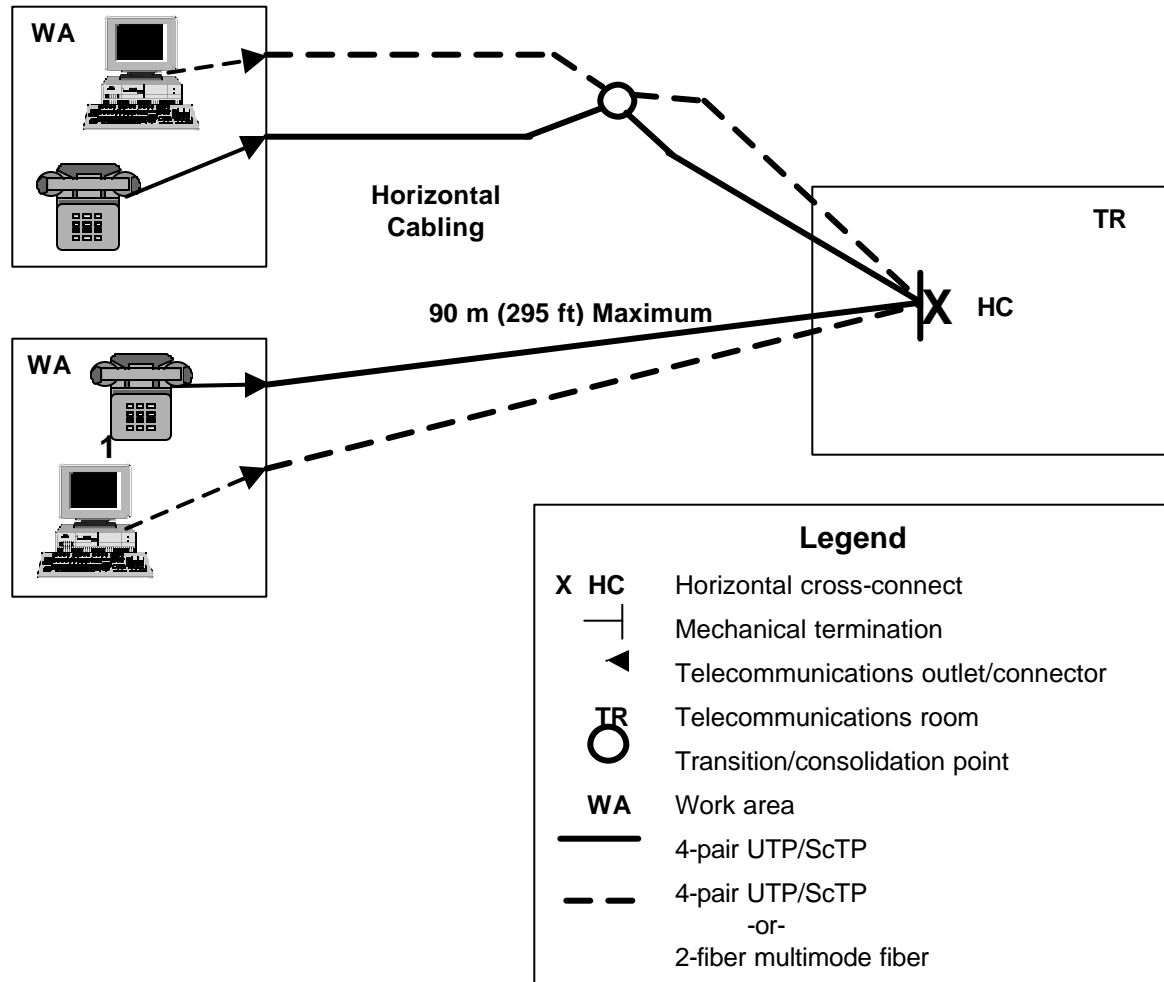 WA
Horizontal
Cabling
TR
HC
X
90 m (295 ft) Maximum
WA
1
Legend
X HC Horizontal cross-connect
Mechanical termination
Telecommunications outlet/connector
TR Telecommunications room
Transition/consolidation point
WA Work area
4-pair UTP/ScTP
4-pair UTP/ScTP
-or-
2-fiber multimode fiber